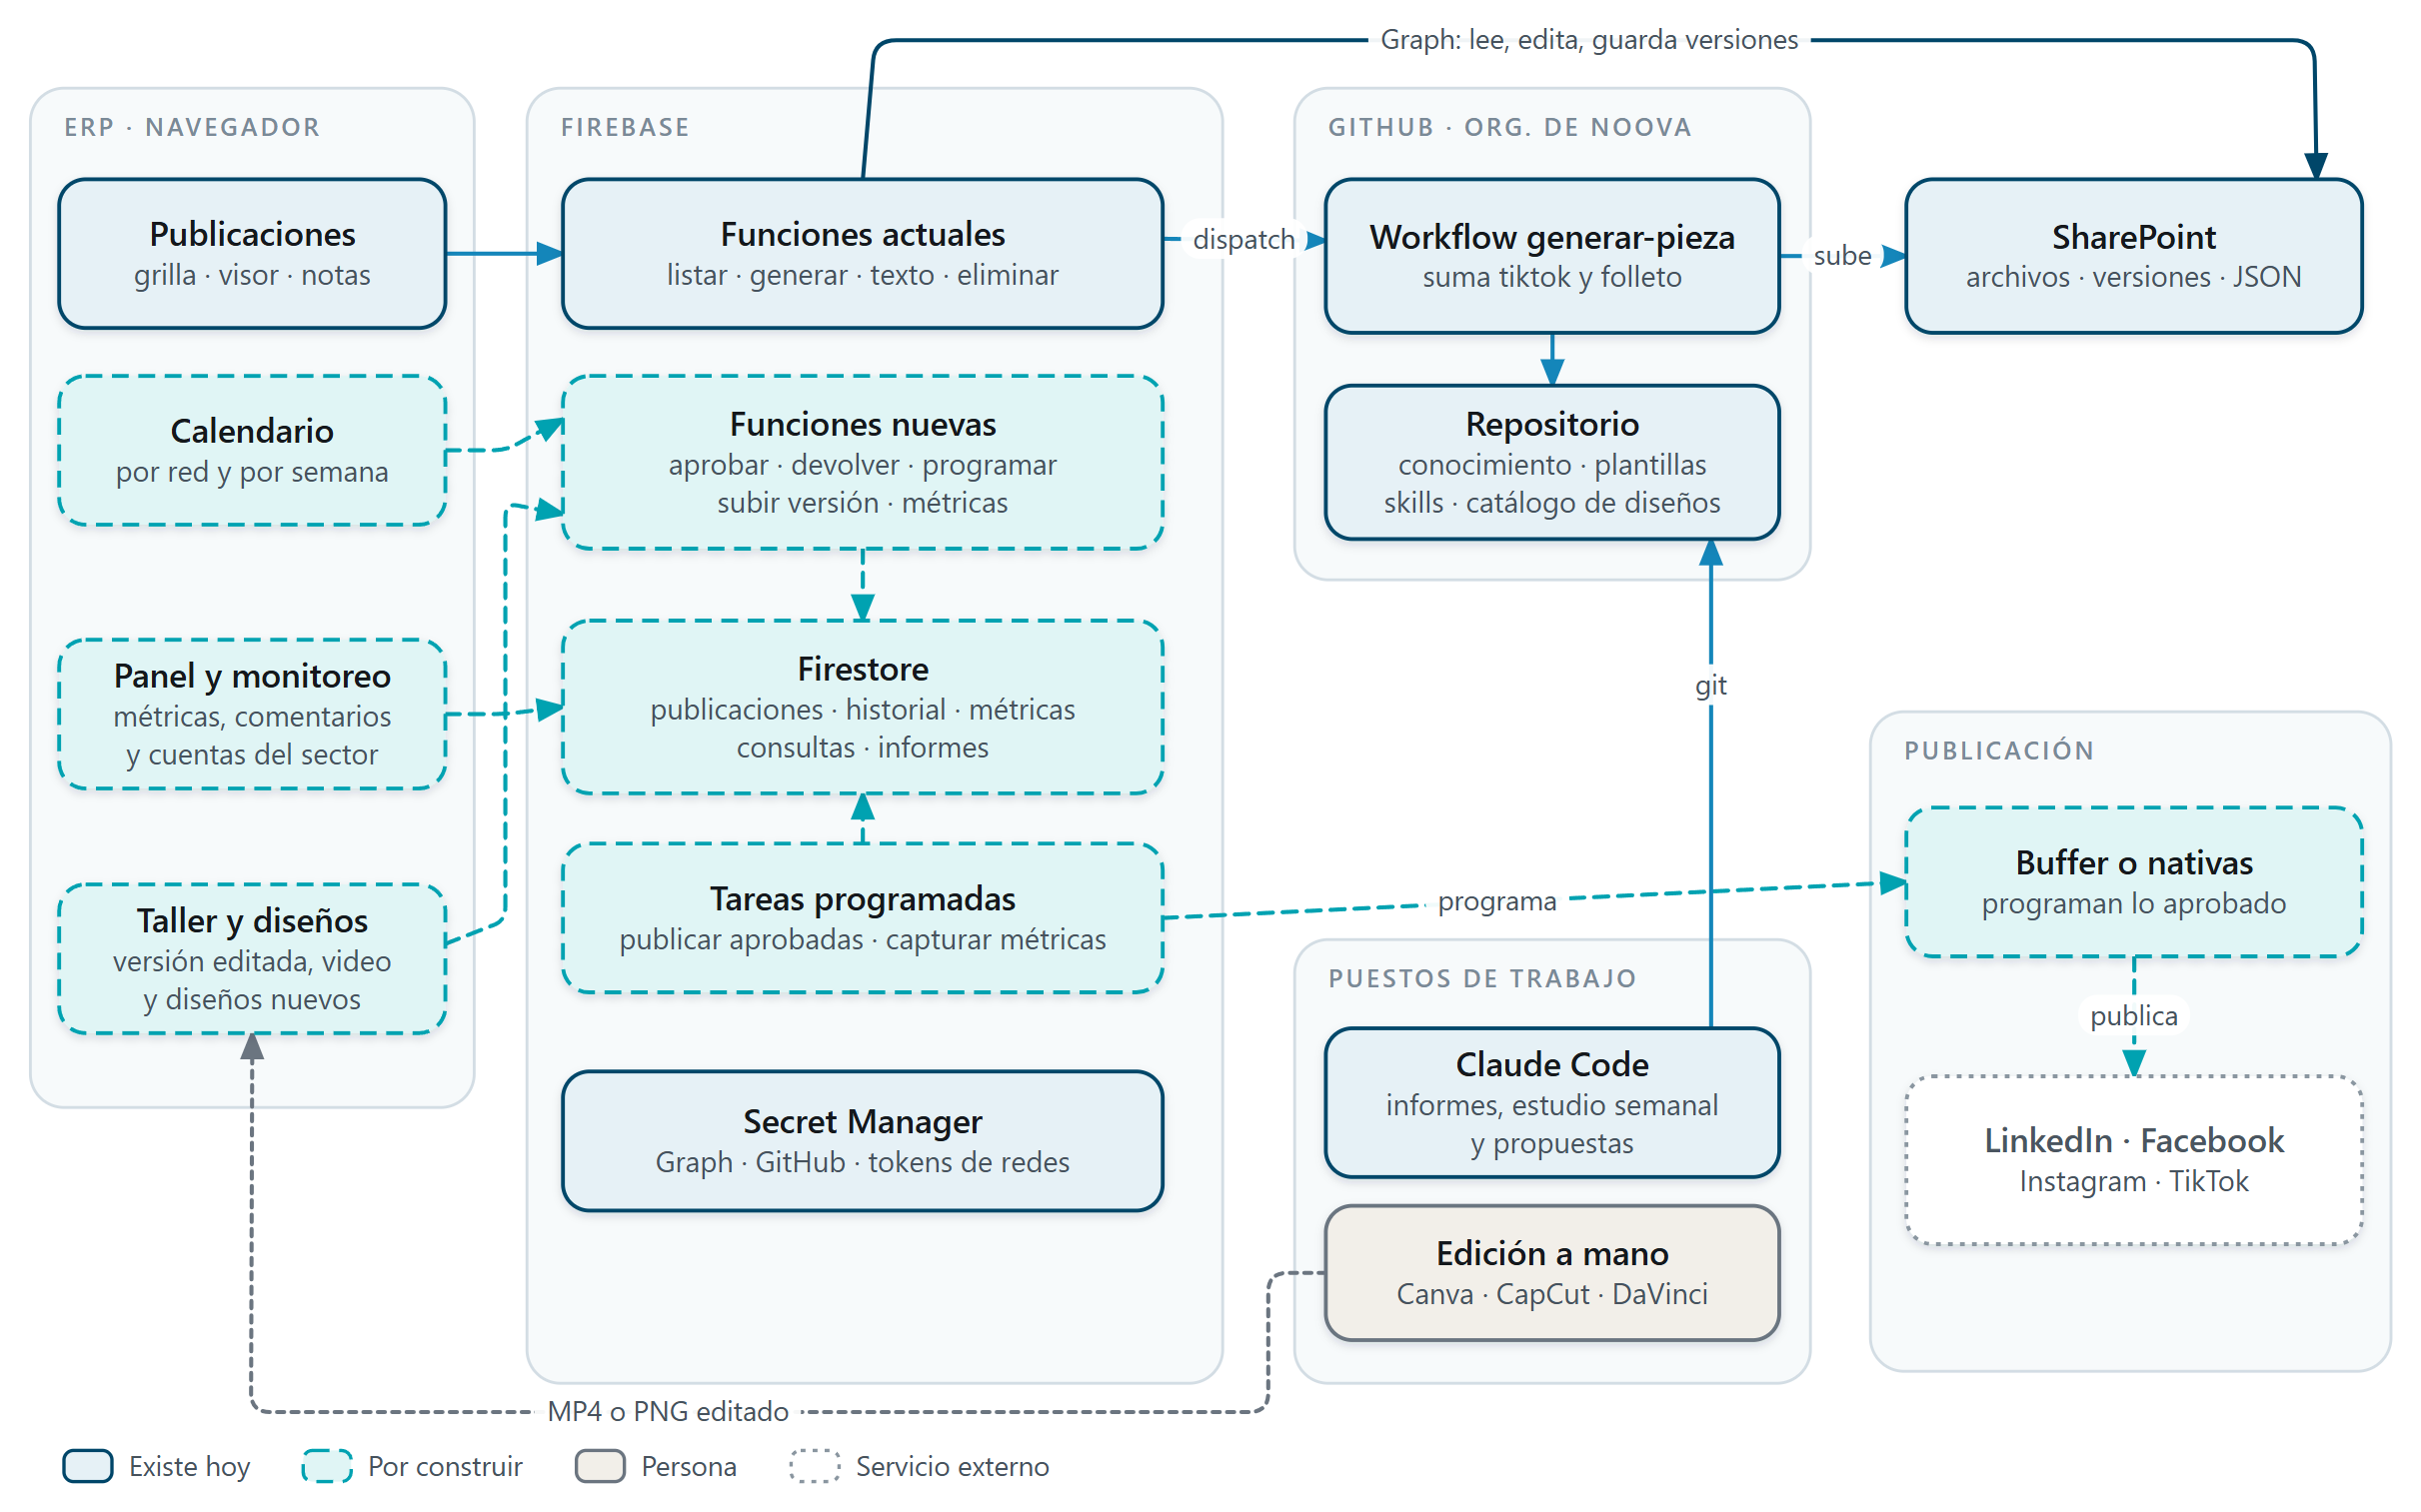 Graph: lee, edita, guarda versiones
ERP · NAVEGADOR
Publicaciones
grilla · visor · notas
Calendario
por red y por semana
Panel y monitoreo
métricas, comentarios
y cuentas del sector
Taller y diseños
versión editada, video
y diseños nuevos
FIREBASE
Funciones actuales
listar · generar · texto · eliminar
Funciones nuevas
aprobar · devolver · programar
subir versión · métricas
Firestore
publicaciones · historial · métricas
consultas · informes
Tareas programadas
publicar aprobadas · capturar métricas
Secret Manager
Graph · GitHub · tokens de redes
dispatch
GITHUB · ORG. DE NOOVA
Workflow generar-pieza
suma tiktok y folleto
Repositorio
conocimiento · plantillas
skills · catálogo de diseños
sube
SharePoint
archivos · versiones · JSON
git
programa
PUESTOS DE TRABAJO
Claude Code
informes, estudio semanal
y propuestas
Edición a mano
Canva · CapCut · DaVinci
PUBLICACIÓN
Buffer o nativas
programan lo aprobado
publica
LinkedIn · Facebook
Instagram · TikTok
MP4 o PNG editado
Existe hoy
Por construir
Persona
Servicio externo